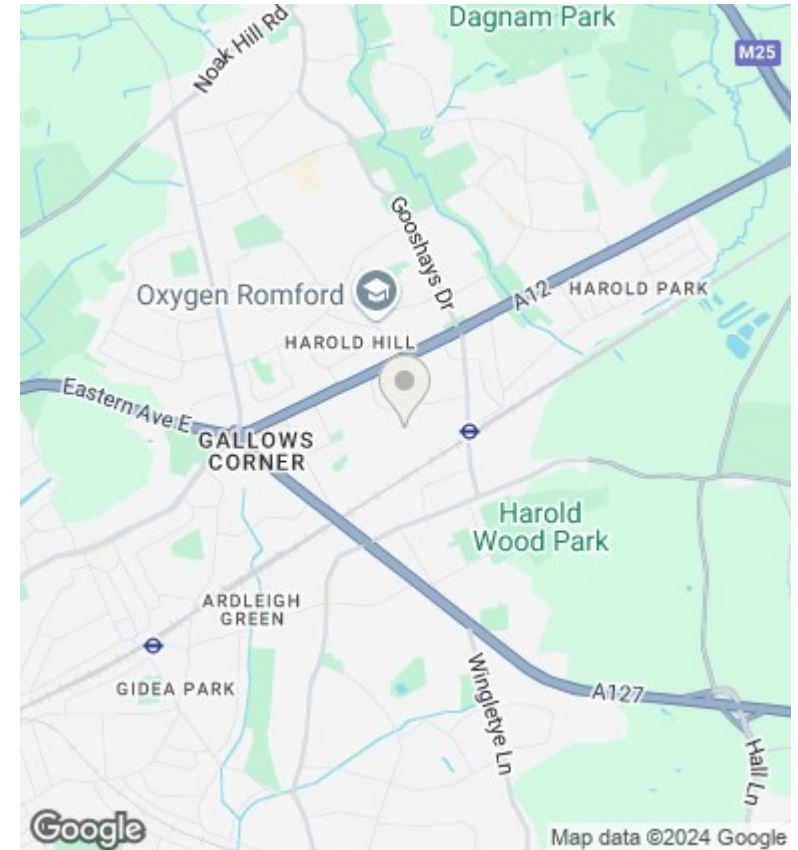 Dagnam Park
M25
Noak Hill Rd
Gooshays Dr
Oxygen Romford
A12
HAROLD PARK
HAROLD HILL
Eastern Ave E
GALLOWS
CORNER
Harold
Wood Park
ARDLEIGH
GREEN
GIDEA PARK
Wingletye Ln
A127
Hall Ln
Google
Map data ©2024 Google